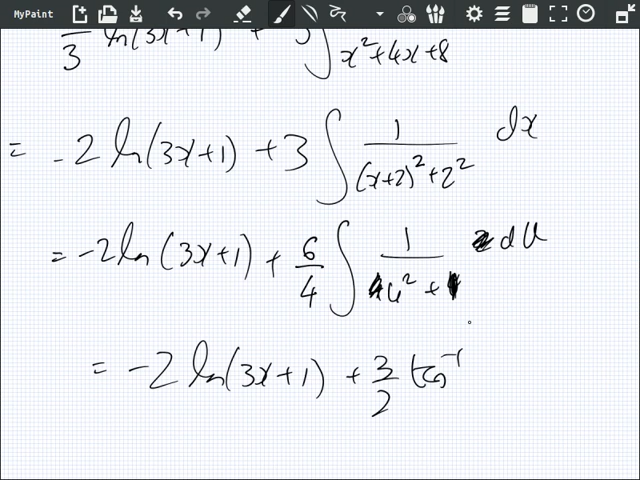 MyPaint
3 ln(3x+1) + 3∫ x²+4x+8
= -2 ln(3x+1) + 3∫ 1/((x+2)²+2²) dx
= -2 ln(3x+1) + 6/4 ∫ 1/(u²+1) du
= -2 ln(3x+1) + 3/2 tan⁻¹